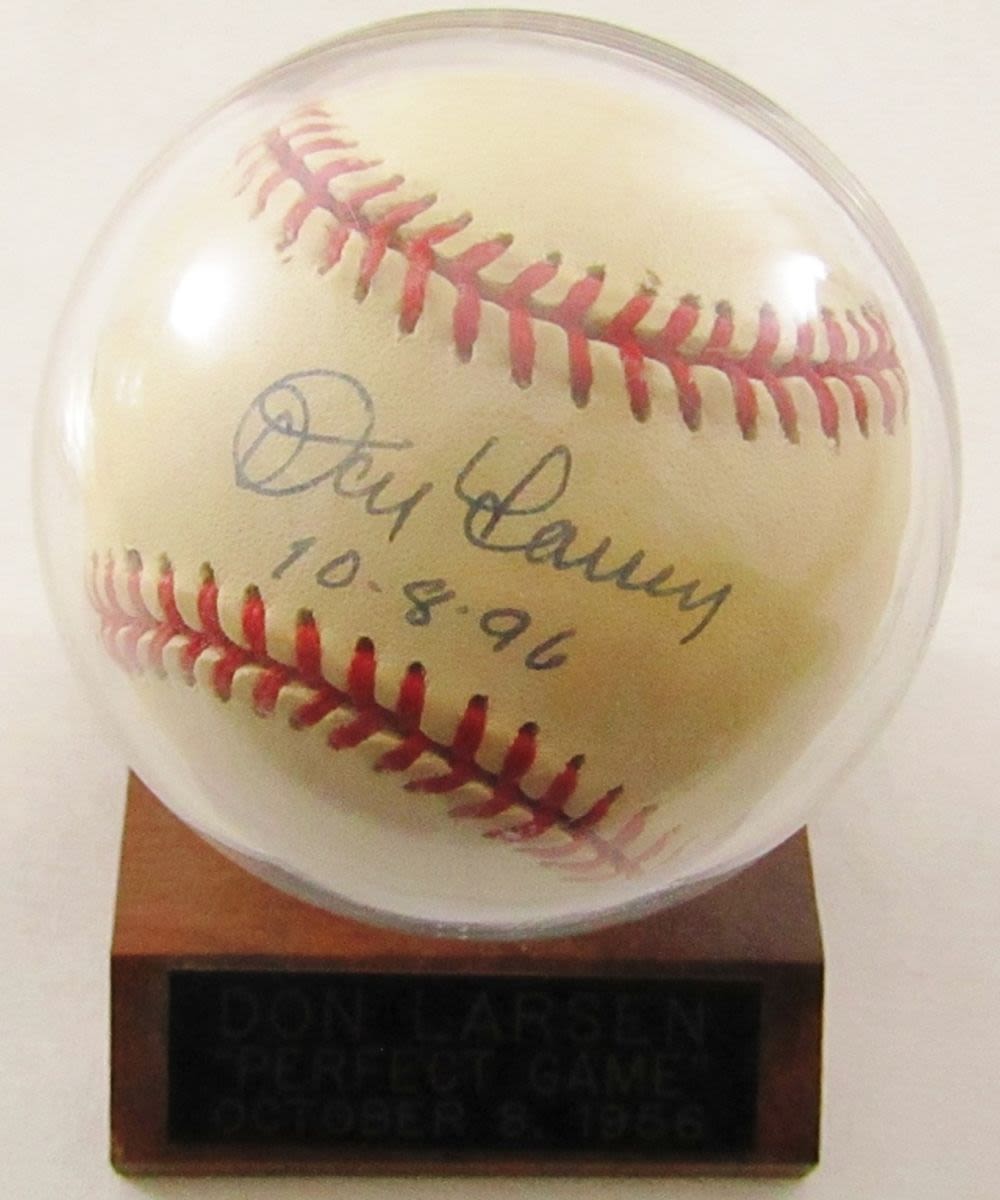 Don Larsen
10-8-96
DON LARSEN
"PERFECT GAME"
OCTOBER 8, 1956